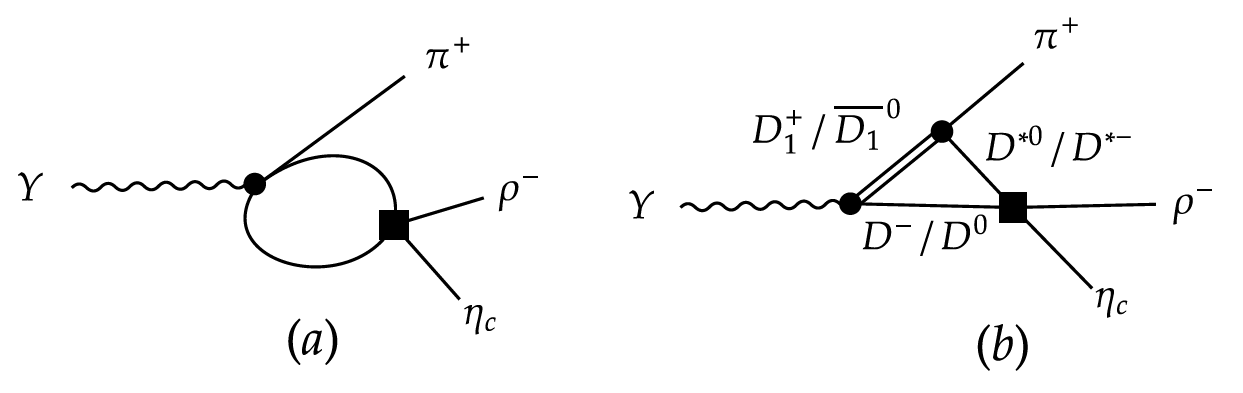 π⁺
Y
ρ⁻
η_c
(a)
π⁺
D₁⁺ / D̅₁⁰
D*⁰ / D*⁻
Y
ρ⁻
D⁻ / D⁰
η_c
(b)